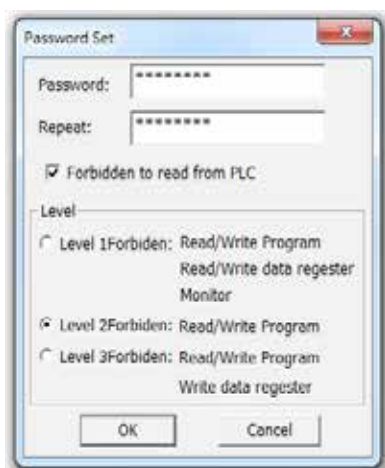 Password Set
Password: ********
Repeat: ********
Forbidden to read from PLC
Level
Level 1Forbiden: Read/Write Program
Read/Write data regester
Monitor
Level 2Forbiden: Read/Write Program
Level 3Forbiden: Read/Write Program
Write data regester
OK Cancel